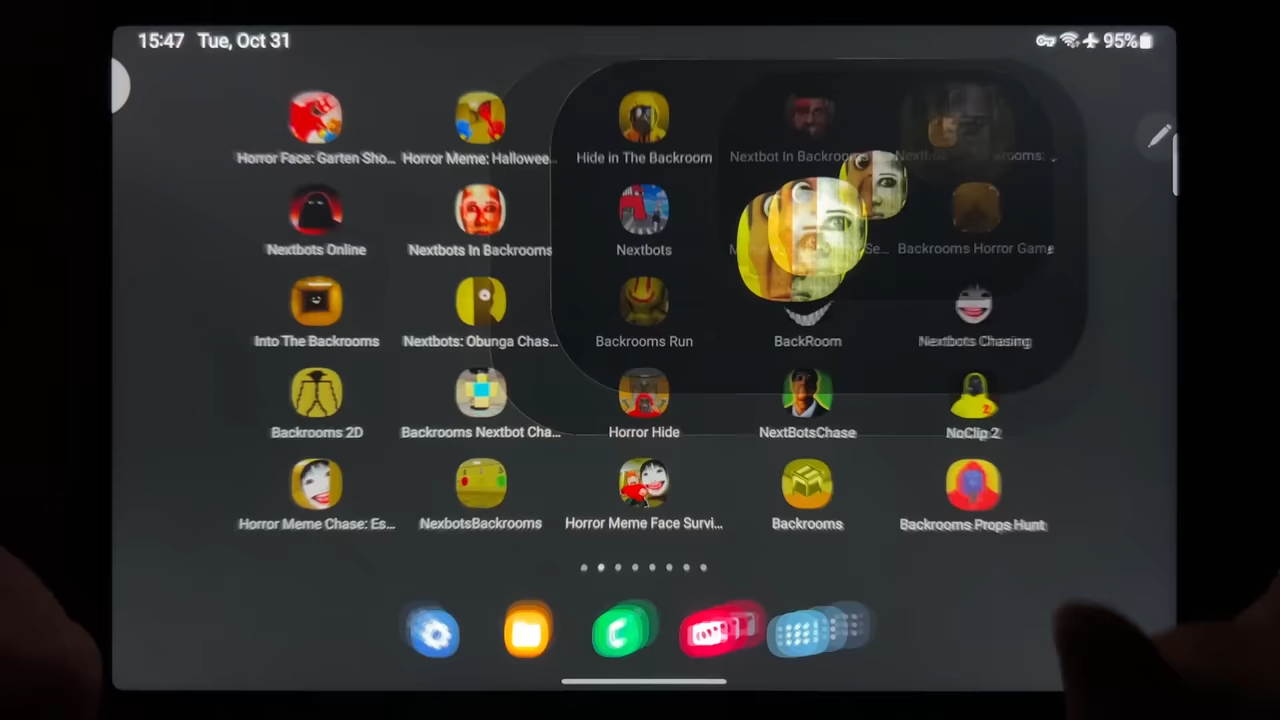 15:47 Tue, Oct 31
95%
Horror Face: Garten Sho... Horror Meme: Hallowee... Hide in The Backroom Nextbot In Backrooms
Nextbots Online Nextbots In Backrooms Nextbots Backrooms Horror Game
Into The Backrooms Nextbots: Obunga Chas... Backrooms Run BackRoom Nextbots Chasing
Backrooms 2D Backrooms Nextbot Cha... Horror Hide NextBotsChase NoClip 2
Horror Meme Chase: Es... NexbotsBackrooms Horror Meme Face Survi... Backrooms Backrooms Props Hunt